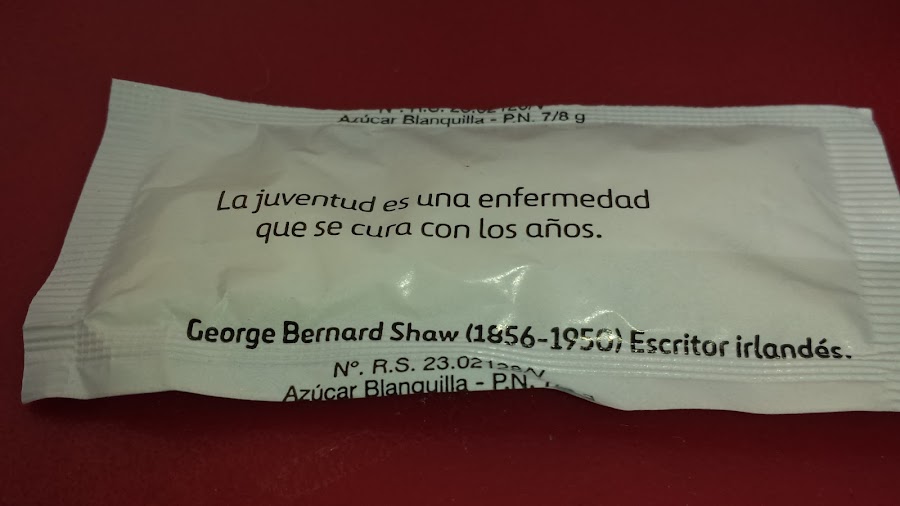 Azúcar Blanquilla - P.N. 7/8 g
La juventud es una enfermedad
que se cura con los años.
George Bernard Shaw (1856-1950) Escritor irlandés.
Nº. R.S.
Azúcar Blanquilla - P.N.